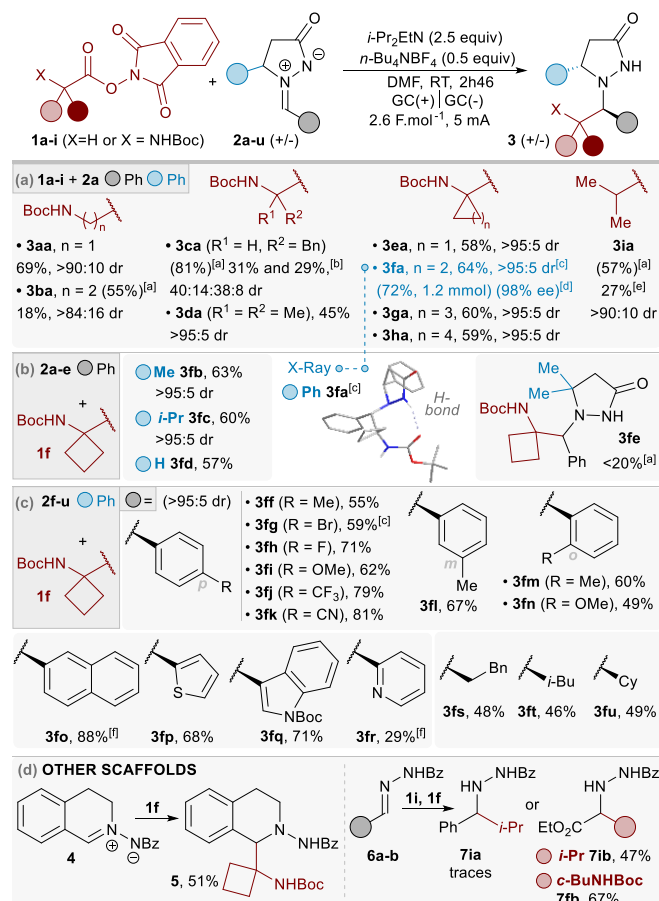 O
X
O
N
O
O
1a-i (X=H or X = NHBoc)
+
O
N
N
2a-u (+/-)
i-Pr₂EtN (2.5 equiv)
n-Bu₄NBF₄ (0.5 equiv)
DMF, RT, 2h46
GC(+) | GC(-)
2.6 F.mol⁻¹, 5 mA
O
NH
N
X
3 (+/-)
(a) 1a-i + 2a Ph Ph
BocHN ( )n
• 3aa, n = 1
69%, >90:10 dr
• 3ba, n = 2 (55%)[a]
18%, >84:16 dr
BocHN
R¹ R²
• 3ca (R¹ = H, R² = Bn)
(81%)[a] 31% and 29%,[b]
40:14:38:8 dr
• 3da (R¹ = R² = Me), 45%
>95:5 dr
BocHN
( )n
• 3ea, n = 1, 58%, >95:5 dr
• 3fa, n = 2, 64%, >95:5 dr[c]
(72%, 1.2 mmol) (98% ee)[d]
• 3ga, n = 3, 60%, >95:5 dr
• 3ha, n = 4, 59%, >95:5 dr
3ia
(57%)[a]
27%[e]
>90:10 dr
(b) 2a-e Ph
+
BocHN
1f
Me 3fb, 63%
>95:5 dr
i-Pr 3fc, 60%
>95:5 dr
H 3fd, 57%
X-Ray
Ph 3fa[c]
H-
bond
Me
Me
O
N NH
BocHN
Ph
3fe
<20%[a]
(c) 2f-u Ph = (>95:5 dr)
+
BocHN
1f
p
R
• 3ff (R = Me), 55%
• 3fg (R = Br), 59%[c]
• 3fh (R = F), 71%
• 3fi (R = OMe), 62%
• 3fj (R = CF₃), 79%
• 3fk (R = CN), 81%
m
Me
3fl, 67%
R o
• 3fm (R = Me), 60%
• 3fn (R = OMe), 49%
3fo, 88%[f]
S
3fp, 68%
NBoc
3fq, 71%
N
3fr, 29%[f]
Bn
3fs, 48%
i-Bu
3ft, 46%
Cy
3fu, 49%
(d) OTHER SCAFFOLDS
N
NBz
4
1f
N
NHBz
NHBoc
5, 51%
NHBz
N
6a-b
1i, 1f
NHBz
HN
Ph i-Pr
7ia
traces
or
NHBz
HN
EtO₂C
i-Pr 7ib, 47%
c-BuNHBoc
7fb, 67%